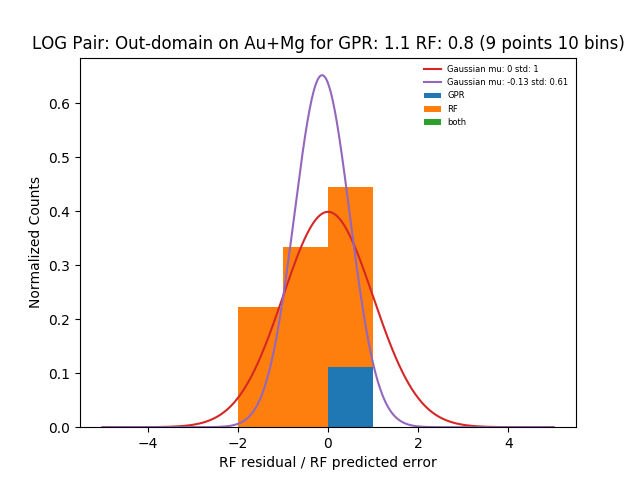 LOG Pair: Out-domain on Au+Mg for GPR: 1.1 RF: 0.8 (9 points 10 bins)
Gaussian mu: 0 std: 1
Gaussian mu: -0.13 std: 0.61
GPR
RF
both
Normalized Counts
0.6
0.5
0.4
0.3
0.2
0.1
0.0
−4
−2
0
2
4
RF residual / RF predicted error